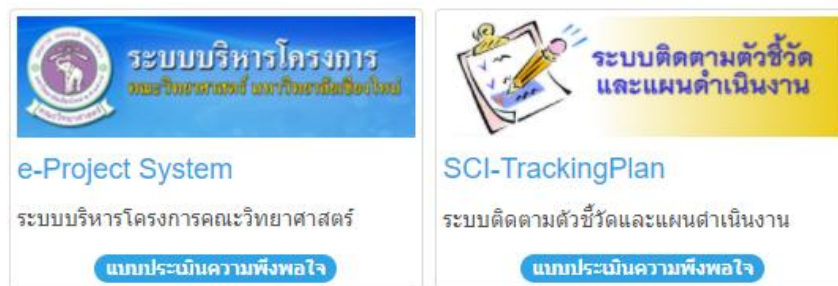 ระบบบริหารโครงการ
คณะวิทยาศาสตร์ มหาวิทยาลัยเชียงใหม่
e-Project System
ระบบบริหารโครงการคณะวิทยาศาสตร์
แบบประเมินความพึงพอใจ
ระบบติดตามตัวชี้วัด
และแผนดำเนินงาน
SCI-TrackingPlan
ระบบติดตามตัวชี้วัดและแผนดำเนินงาน
แบบประเมินความพึงพอใจ